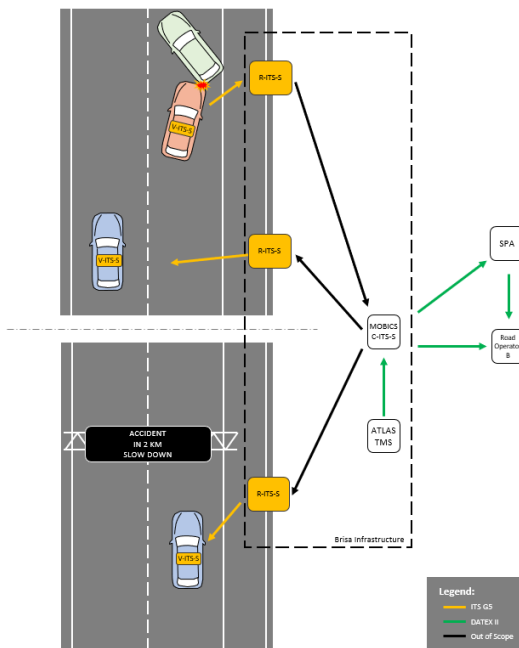 R-ITS-S
V-ITS-S
R-ITS-S
V-ITS-S
SPA
MOBICS
C-ITS-S
Road
Operator
B
ATLAS
TMS
ACCIDENT
IN 2 KM
SLOW DOWN
R-ITS-S
V-ITS-S
Brisa Infrastructure
Legend:
ITS G5
DATEX II
Out of Scope